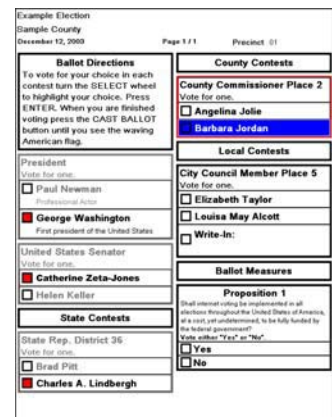 Example Election
Sample County
December 12, 2003
Page 1 / 1
Precinct 01
Ballot Directions
To vote for your choice in each
contest turn the SELECT wheel
to highlight your choice. Press
ENTER. When you are finished
voting press the CAST BALLOT
button until you see the waving
American flag.
President
Vote for one.
Paul Newman
Professional Actor
George Washington
First president of the United States
United States Senator
Vote for one.
Catherine Zeta-Jones
Helen Keller
State Contests
State Rep. District 36
Vote for one.
Brad Pitt
Charles A. Lindbergh
County Contests
County Commissioner Place 2
Vote for one.
Angelina Jolie
Barbara Jordan
Local Contests
City Council Member Place 5
Vote for one.
Elizabeth Taylor
Louisa May Alcott
Write-In:
Ballot Measures
Proposition 1
Shall internet voting be implemented in all
elections throughout the United States of America,
at a cost, yet undetermined, to be fully funded by
the federal government?
Vote either "Yes" or "No".
Yes
No